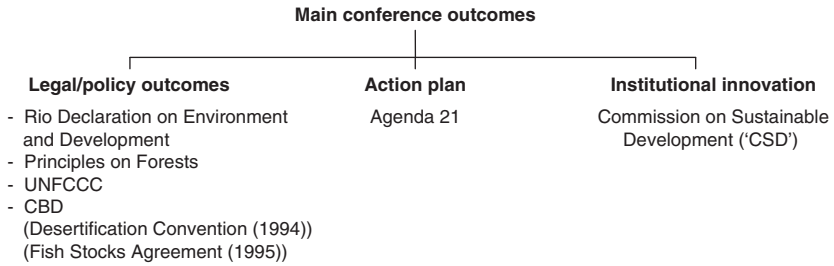 Main conference outcomes
Legal/policy outcomes
- Rio Declaration on Environment
and Development
- Principles on Forests
- UNFCCC
- CBD
(Desertification Convention (1994))
(Fish Stocks Agreement (1995))
Action plan
Agenda 21
Institutional innovation
Commission on Sustainable
Development (‘CSD’)